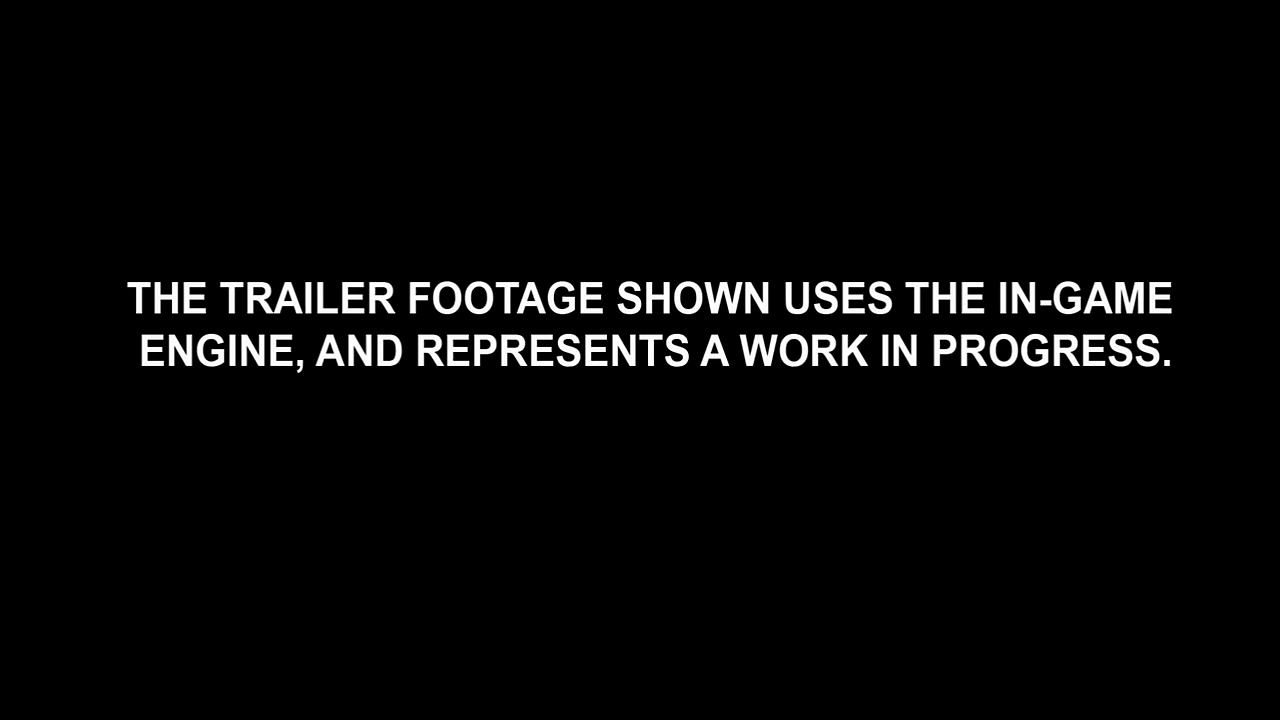 THE TRAILER FOOTAGE SHOWN USES THE IN-GAME
ENGINE, AND REPRESENTS A WORK IN PROGRESS.